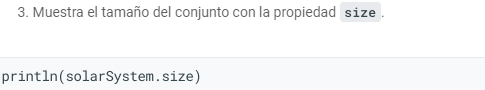 3. Muestra el tamaño del conjunto con la propiedad size.
println(solarSystem.size)